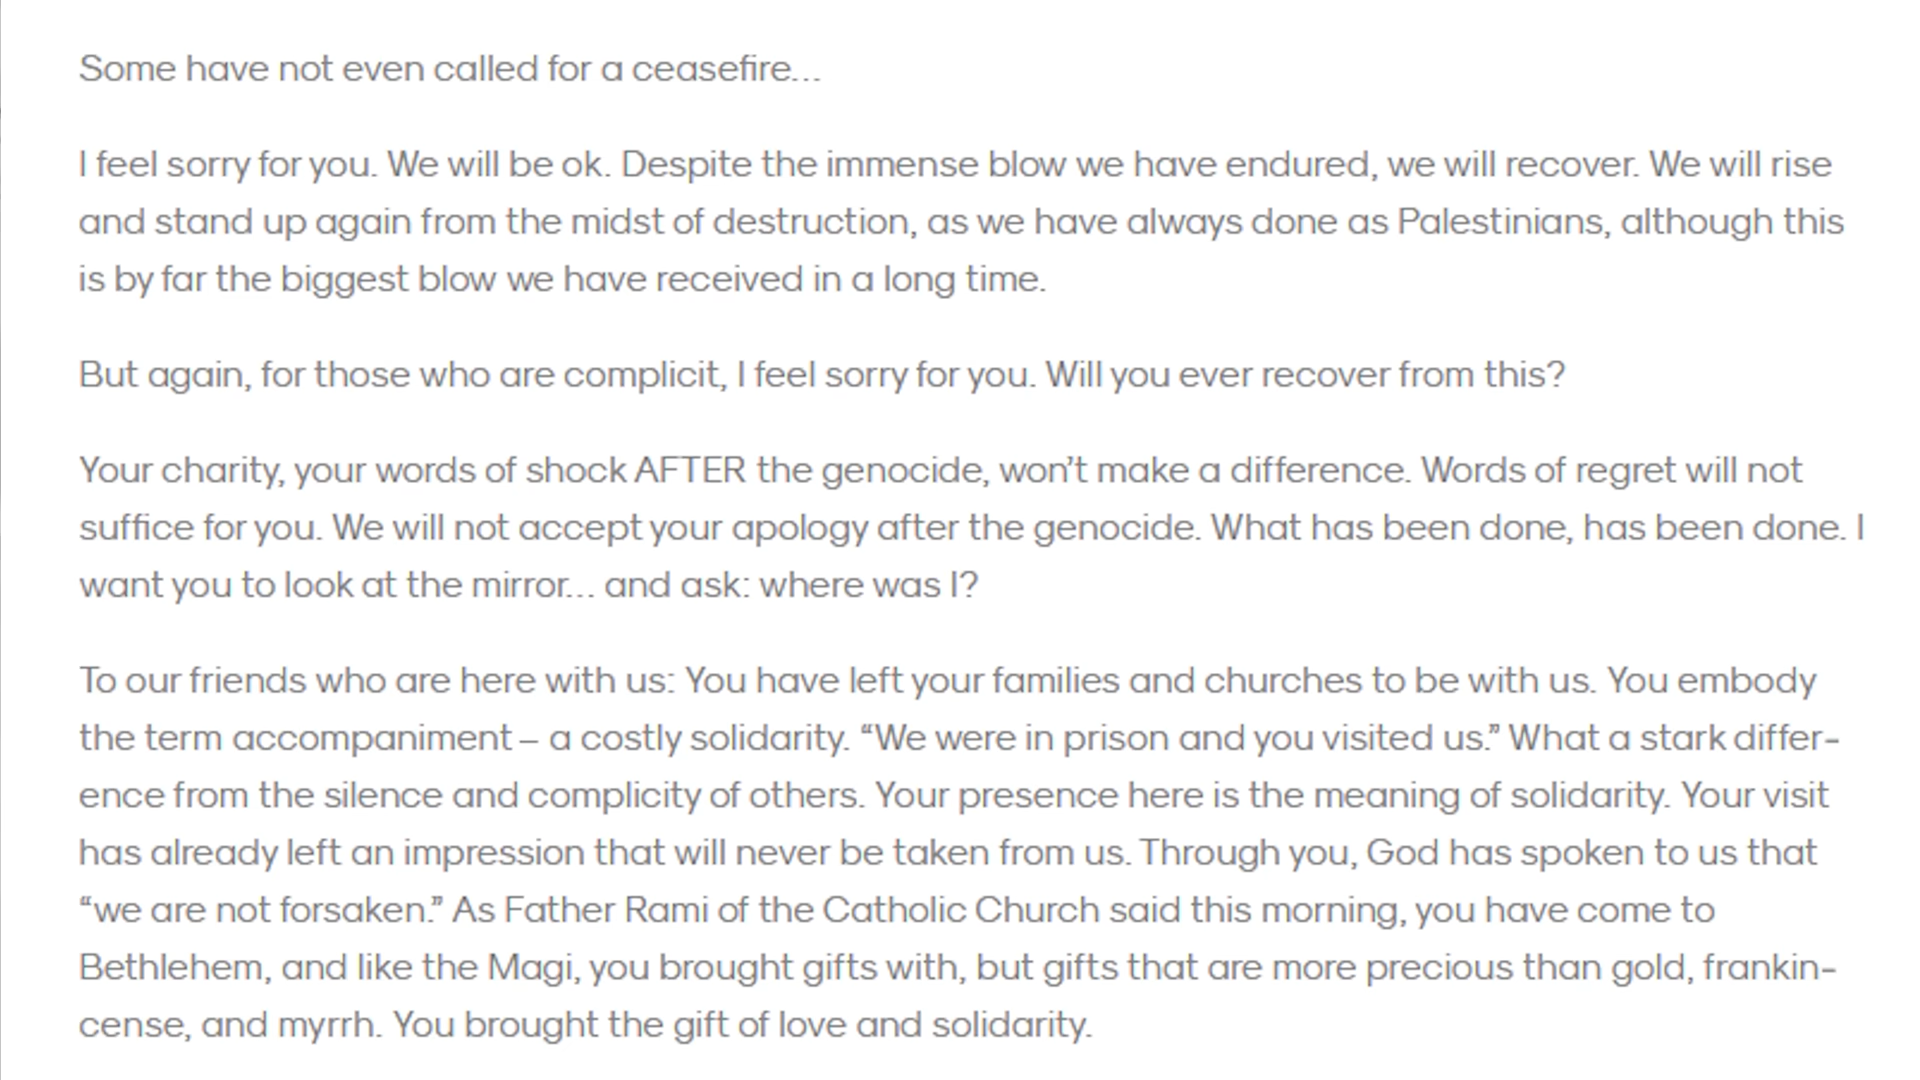 Some have not even called for a ceasefire…
I feel sorry for you. We will be ok. Despite the immense blow we have endured, we will recover. We will rise
and stand up again from the midst of destruction, as we have always done as Palestinians, although this
is by far the biggest blow we have received in a long time.
But again, for those who are complicit, I feel sorry for you. Will you ever recover from this?
Your charity, your words of shock AFTER the genocide, won’t make a difference. Words of regret will not
suffice for you. We will not accept your apology after the genocide. What has been done, has been done. I
want you to look at the mirror… and ask: where was I?
To our friends who are here with us: You have left your families and churches to be with us. You embody
the term accompaniment – a costly solidarity. “We were in prison and you visited us.” What a stark differ-
ence from the silence and complicity of others. Your presence here is the meaning of solidarity. Your visit
has already left an impression that will never be taken from us. Through you, God has spoken to us that
“we are not forsaken.” As Father Rami of the Catholic Church said this morning, you have come to
Bethlehem, and like the Magi, you brought gifts with, but gifts that are more precious than gold, frankin-
cense, and myrrh. You brought the gift of love and solidarity.